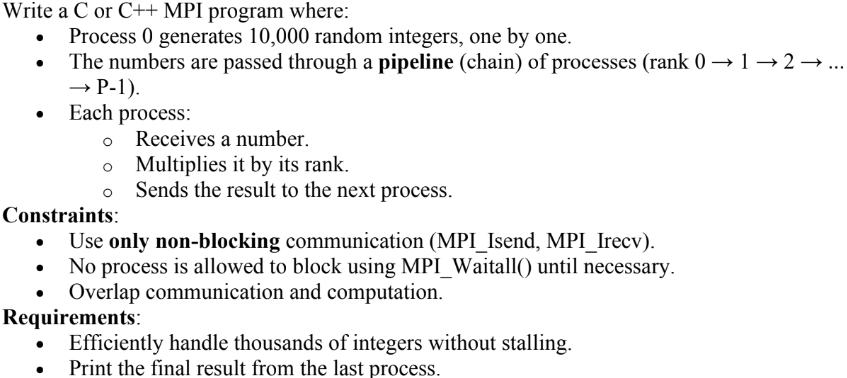 Write a C or C++ MPI program where:
• Process 0 generates 10,000 random integers, one by one.
• The numbers are passed through a pipeline (chain) of processes (rank 0 → 1 → 2 → ...
→ P-1).
• Each process:
o Receives a number.
o Multiplies it by its rank.
o Sends the result to the next process.
Constraints:
• Use only non-blocking communication (MPI_Isend, MPI_Irecv).
• No process is allowed to block using MPI_Waitall() until necessary.
• Overlap communication and computation.
Requirements:
• Efficiently handle thousands of integers without stalling.
• Print the final result from the last process.